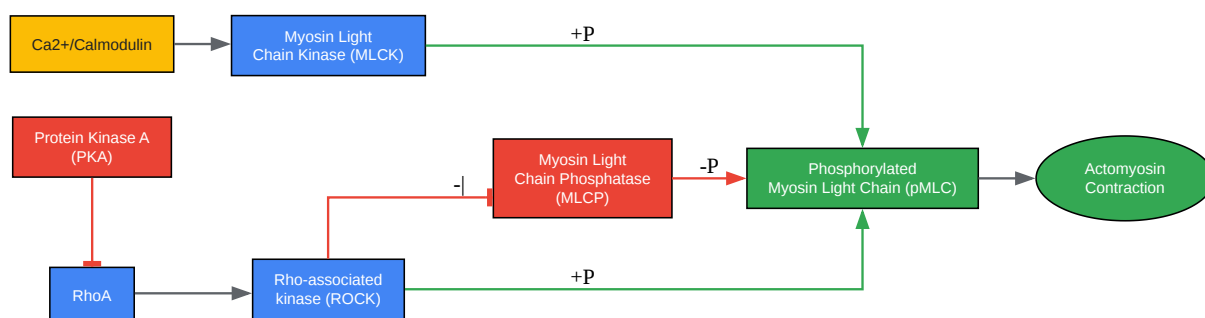 Ca2+/Calmodulin
Myosin Light
Chain Kinase (MLCK)
+P
Protein Kinase A
(PKA)
-|
Myosin Light
Chain Phosphatase
(MLCP)
-P
Phosphorylated
Myosin Light Chain (pMLC)
Actomyosin
Contraction
RhoA
Rho-associated
kinase (ROCK)
+P